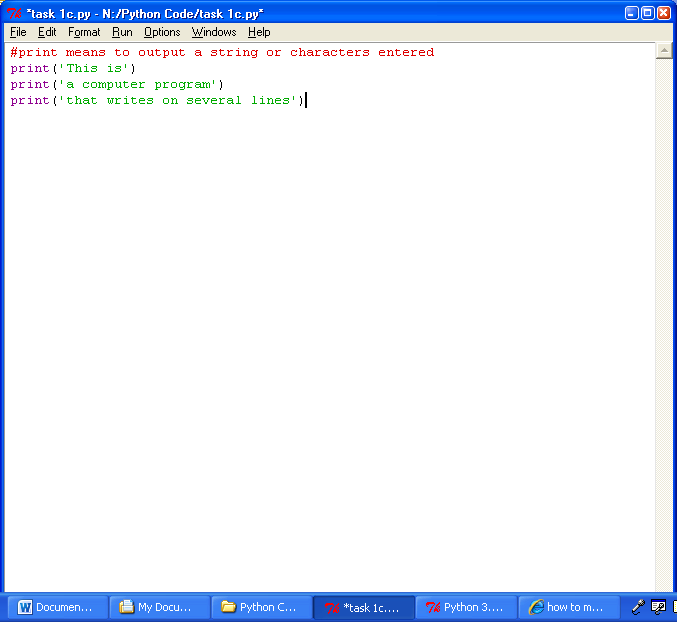 *task 1c.py - N:/Python Code/task 1c.py*
File Edit Format Run Options Windows Help
#print means to output a string or characters entered
print('This is')
print('a computer program')
print('that writes on several lines')
Documen... My Docu... Python C... *task 1c.... Python 3.... how to m...